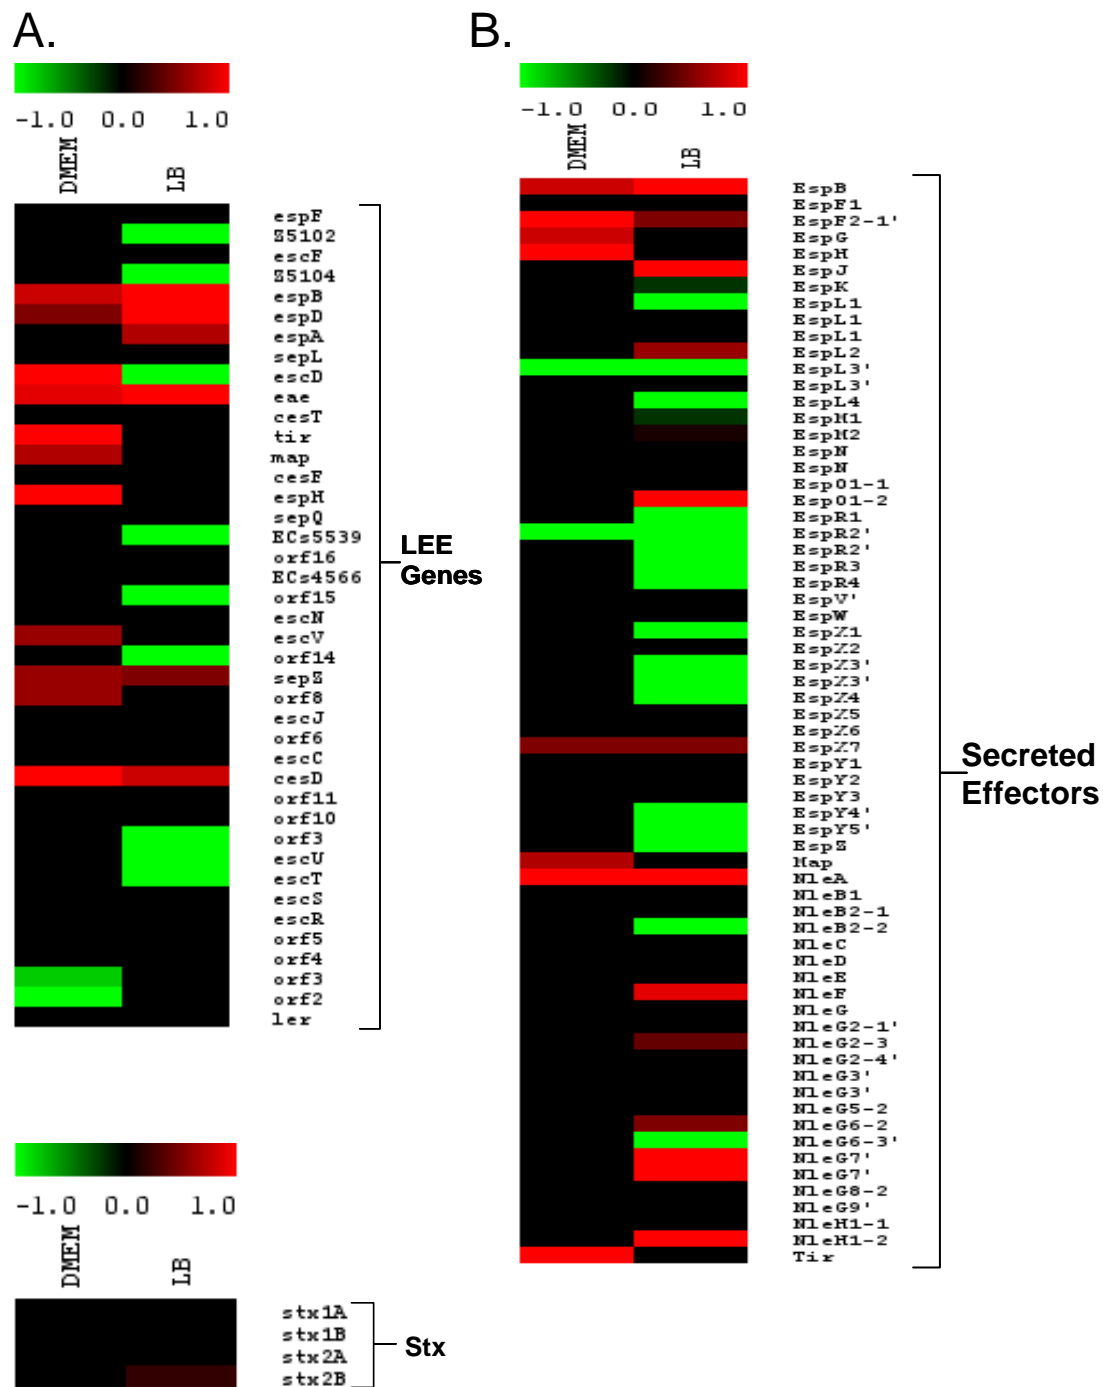 A.
-1.0 0.0 1.0
DMEM
LB
espF
Z5102
escF
Z5104
espB
espD
espA
sepL
escD
eae
cesT
tir
map
cesF
espH
sepQ
ECs5539
orf16
ECs4566
orf15
escN
escV
orf14
sepZ
orf8
escJ
orf6
escC
cesD
orf11
orf10
orf3
escU
escT
escS
escR
orf5
orf4
orf3
orf2
ler
LEE
Genes
-1.0 0.0 1.0
DMEM
LB
stx1A
stx1B
stx2A
stx2B
Stx
B.
-1.0 0.0 1.0
DMEM
LB
EspB
EspF1
EspF2-1'
EspG
EspH
EspJ
EspK
EspL1
EspL1
EspL1
EspL2
EspL3'
EspL3'
EspL4
EspM1
EspM2
EspN
EspN
EspO1-1
EspO1-2
EspR1
EspR2'
EspR2'
EspR3
EspR4
EspV'
EspW
EspX1
EspX2
EspX3'
EspX3'
EspX4
EspX5
EspX6
EspX7
EspY1
EspY2
EspY3
EspY4'
EspY5'
EspZ
Map
NleA
NleB1
NleB2-1
NleB2-2
NleC
NleD
NleE
NleF
NleG
NleG2-1'
NleG2-3
NleG2-4'
NleG3'
NleG3'
NleG5-2
NleG6-2
NleG6-3'
NleG7'
NleG7'
NleG8-2
NleG9'
NleH1-1
NleH1-2
Tir
Secreted
Effectors